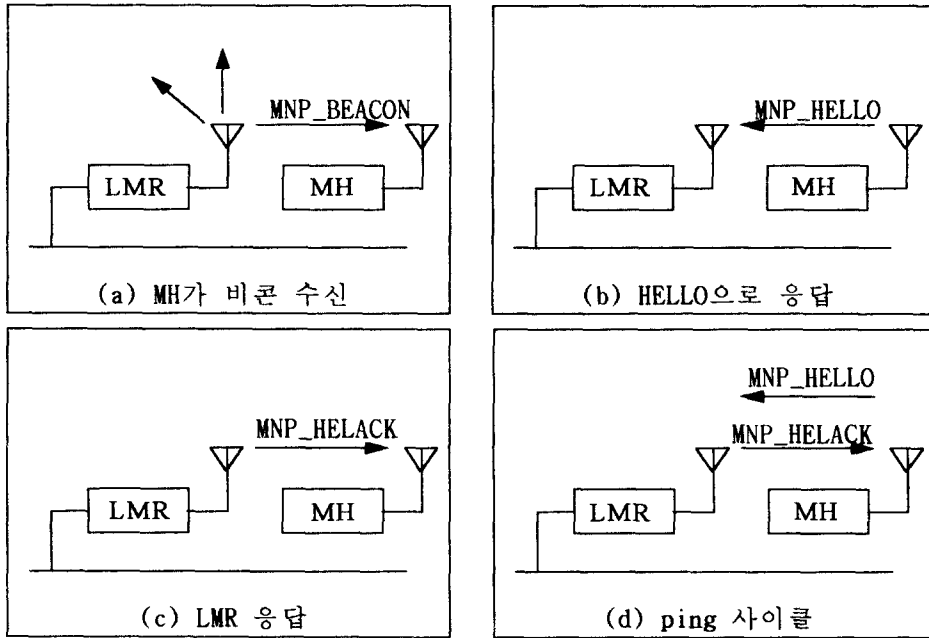 MNP_BEACON
LMR
MH
(a) MH가 비콘 수신
MNP_HELLO
LMR
MH
(b) HELLO으로 응답
MNP_HELACK
LMR
MH
(c) LMR 응답
MNP_HELLO
MNP_HELACK
LMR
MH
(d) ping 사이클